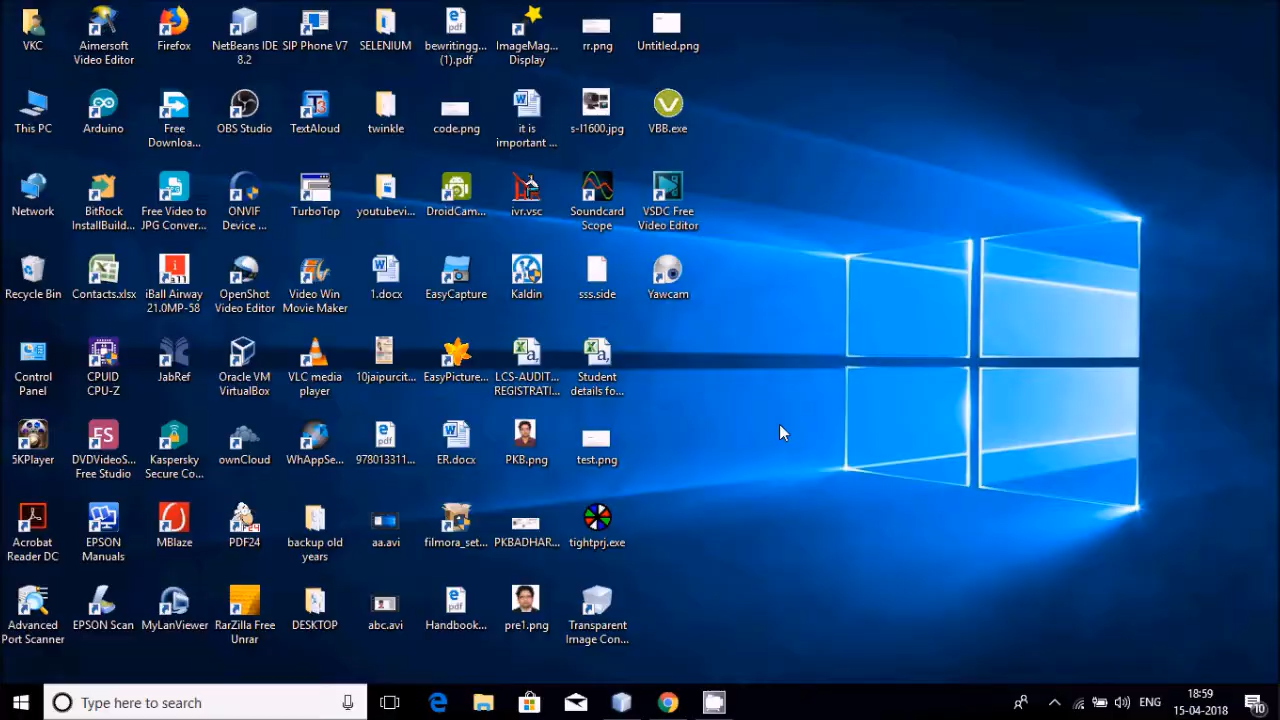 VKC
Aimersoft
Video Editor
Firefox
NetBeans IDE
8.2
SIP Phone V7
SELENIUM
bewritingg...
(1).pdf
ImageMag...
Display
rr.png
Untitled.png
This PC
Arduino
Free
Downloa...
OBS Studio
TextAloud
twinkle
code.png
it is
important ...
s-l1600.jpg
VBB.exe
Network
BitRock
InstallBuild...
Free Video to
JPG Conver...
ONVIF
Device ...
TurboTop
youtubevi...
DroidCam...
ivr.vsc
Soundcard
Scope
VSDC Free
Video Editor
Recycle Bin
Contacts.xlsx
iBall Airway
21.0MP-58
OpenShot
Video Editor
Video Win
Movie Maker
1.docx
EasyCapture
Kaldin
sss.side
Yawcam
Control
Panel
CPUID
CPU-Z
JabRef
Oracle VM
VirtualBox
VLC media
player
10jaipurcit...
EasyPicture...
LCS-AUDIT...
REGISTRATI...
Student
details fo...
5KPlayer
DVDVideoS...
Free Studio
Kaspersky
Secure Co...
ownCloud
WhAppSe...
978013311...
ER.docx
PKB.png
test.png
Acrobat
Reader DC
EPSON
Manuals
MBlaze
PDF24
backup old
years
aa.avi
filmora_set...
PKBADHAR...
tightprj.exe
Advanced
Port Scanner
EPSON Scan
MyLanViewer
RarZilla Free
Unrar
DESKTOP
abc.avi
Handbook...
pre1.png
Transparent
Image Con...
Type here to search
ENG
18:59
15-04-2018
10